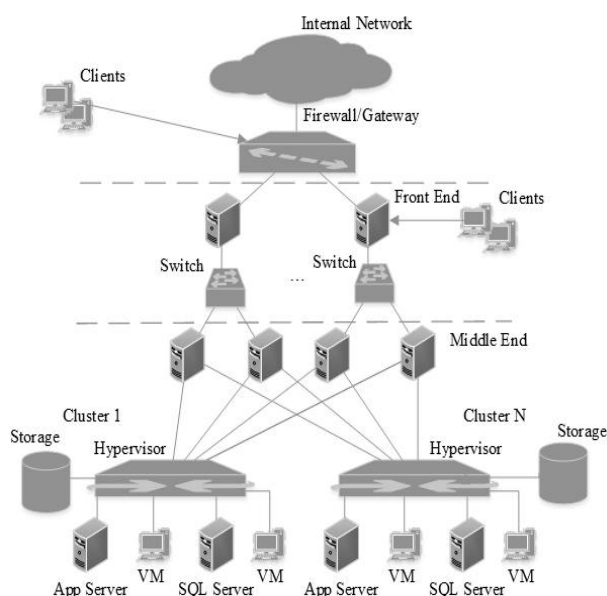 Internal Network
Clients
Firewall/Gateway
Front End
Clients
Switch
...
Switch
Middle End
Cluster 1
Cluster N
Storage
Hypervisor
Hypervisor
Storage
App Server
VM
SQL Server
VM
App Server
VM
SQL Server
VM